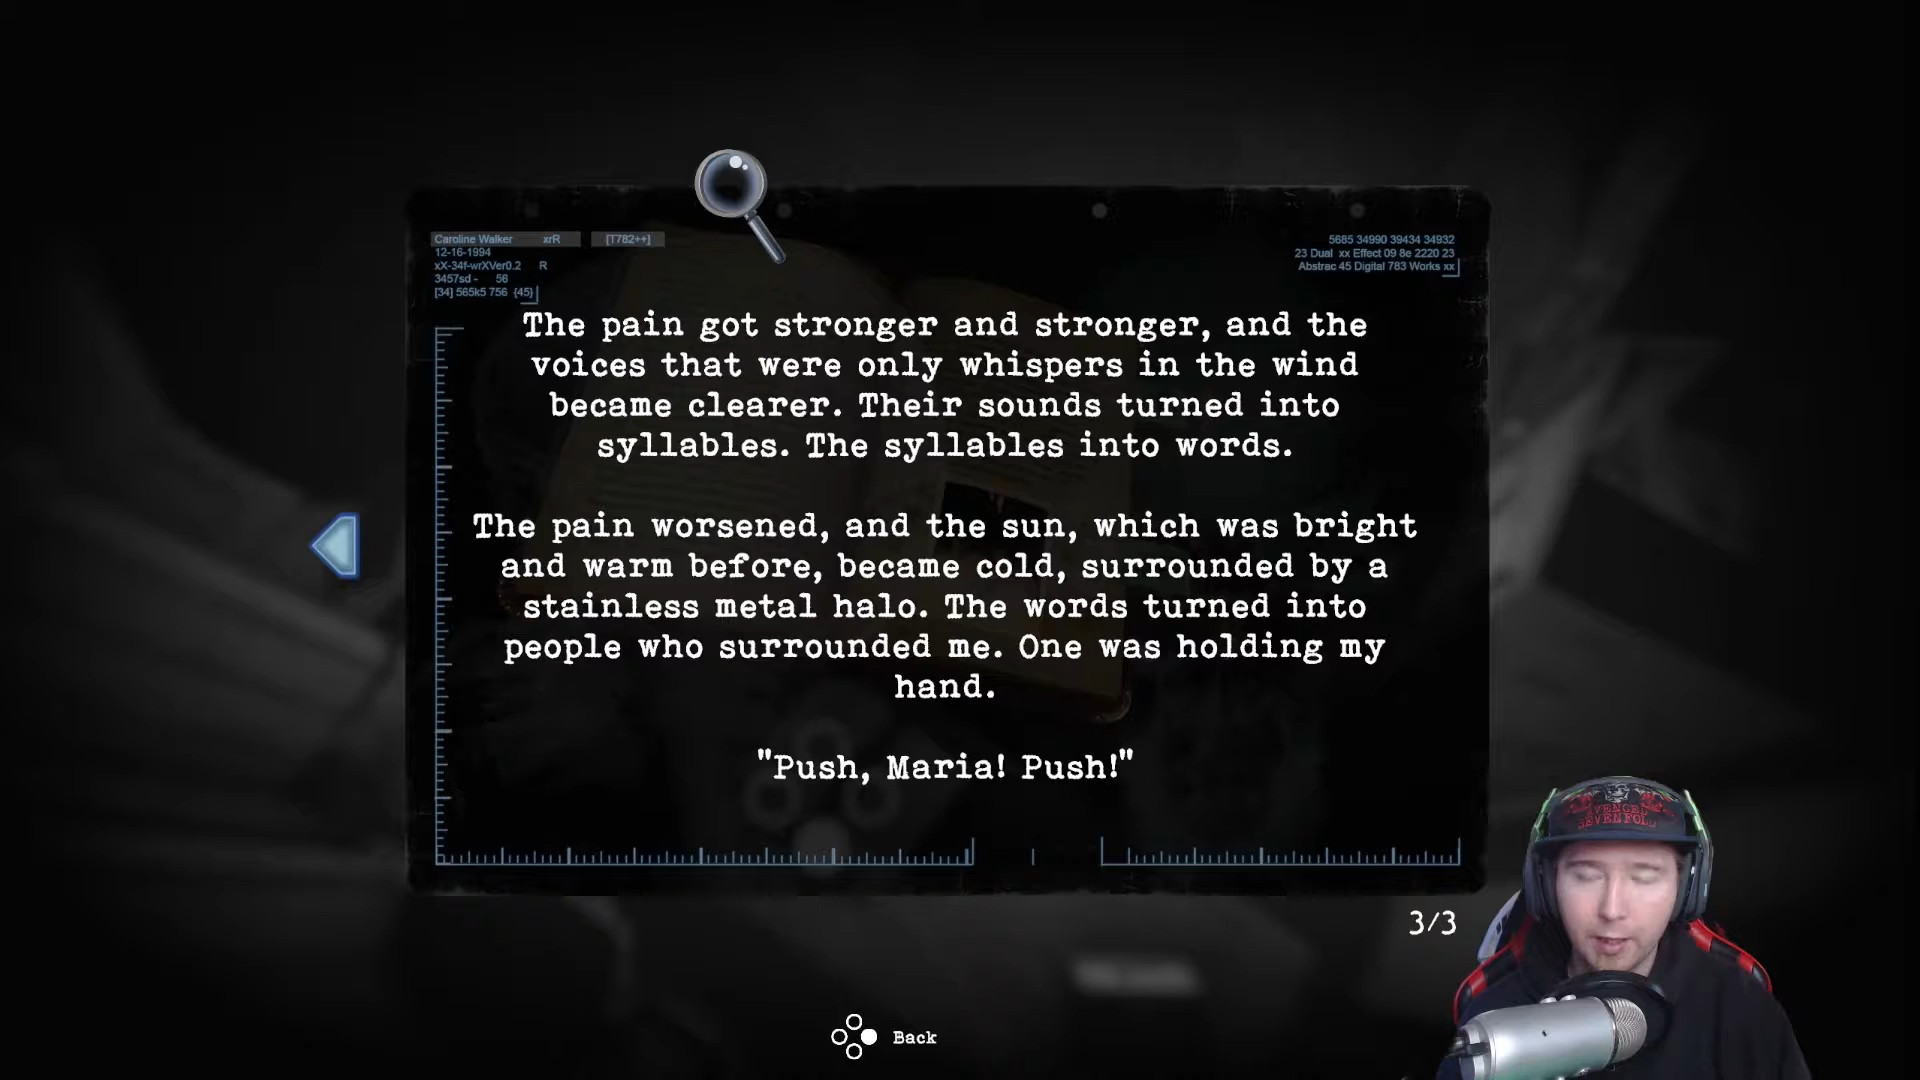 Caroline Walker xrR [T782++]
12-16-1994
xX-34f-wrXVer0.2 R
3457sd - 56
[34] 565k5 756 {45}
5685 34990 39434 34932
23 Dual xx Effect 09 8e 2220 23
Abstrac 45 Digital 783 Works xx
The pain got stronger and stronger, and the
voices that were only whispers in the wind
became clearer. Their sounds turned into
syllables. The syllables into words.
The pain worsened, and the sun, which was bright
and warm before, became cold, surrounded by a
stainless metal halo. The words turned into
people who surrounded me. One was holding my
hand.
"Push, Maria! Push!"
3/3
Back
AVENGED
SEVENFOLD